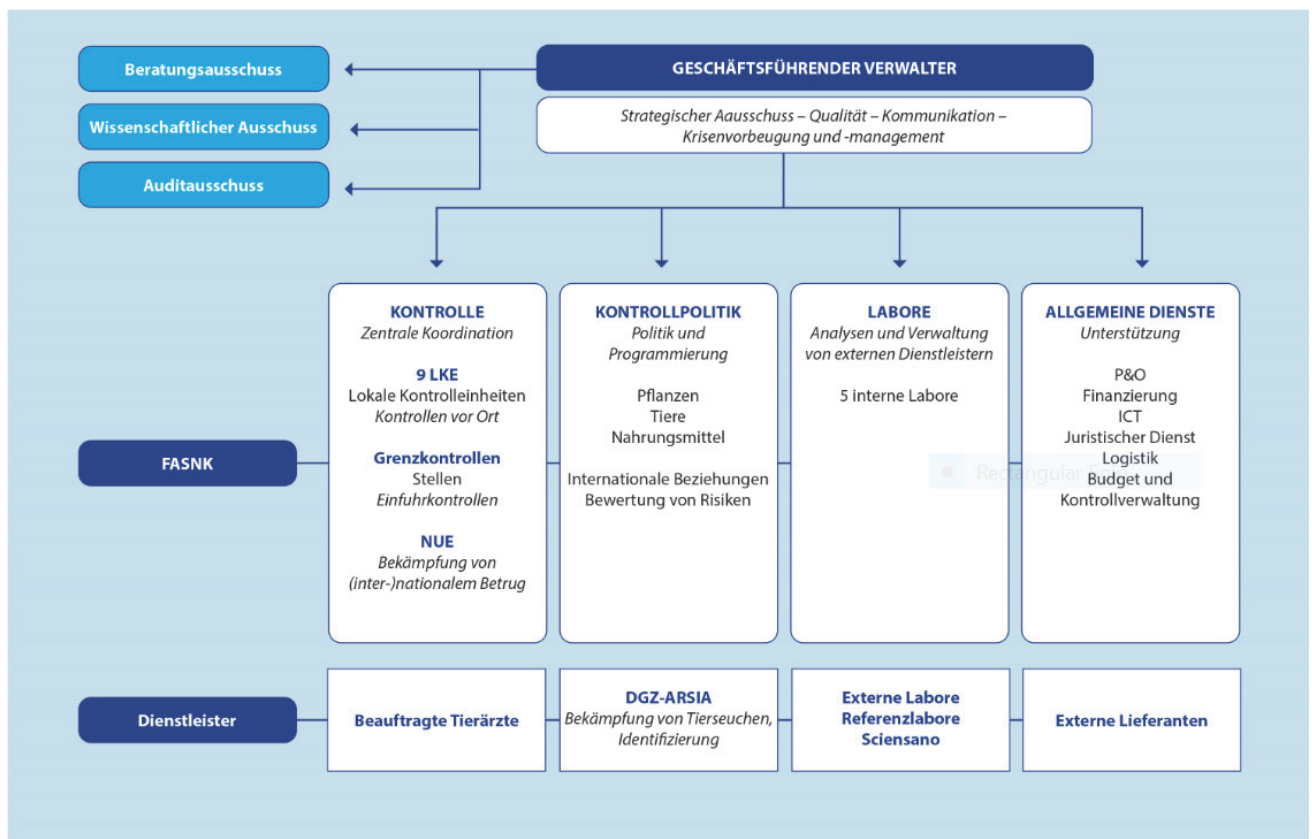 Beratungsausschuss
Wissenschaftlicher Ausschuss
Auditausschuss
GESCHÄFTSFÜHRENDER VERWALTER
Strategischer Aausschuss – Qualität – Kommunikation –
Krisenvorbeugung und -management
FASNK
KONTROLLE
Zentrale Koordination
9 LKE
Lokale Kontrolleinheiten
Kontrollen vor Ort
Grenzkontrollen
Stellen
Einfuhrkontrollen
NUE
Bekämpfung von
(inter-)nationalem Betrug
KONTROLLPOLITIK
Politik und
Programmierung
Pflanzen
Tiere
Nahrungsmittel
Internationale Beziehungen
Bewertung von Risiken
LABORE
Analysen und Verwaltung
von externen Dienstleistern
5 interne Labore
ALLGEMEINE DIENSTE
Unterstützung
P&O
Finanzierung
ICT
Juristischer Dienst
Logistik
Budget und
Kontrollverwaltung
Rectangular
Dienstleister
Beauftragte Tierärzte
DGZ-ARSIA
Bekämpfung von Tierseuchen,
Identifizierung
Externe Labore
Referenzlabore
Sciensano
Externe Lieferanten